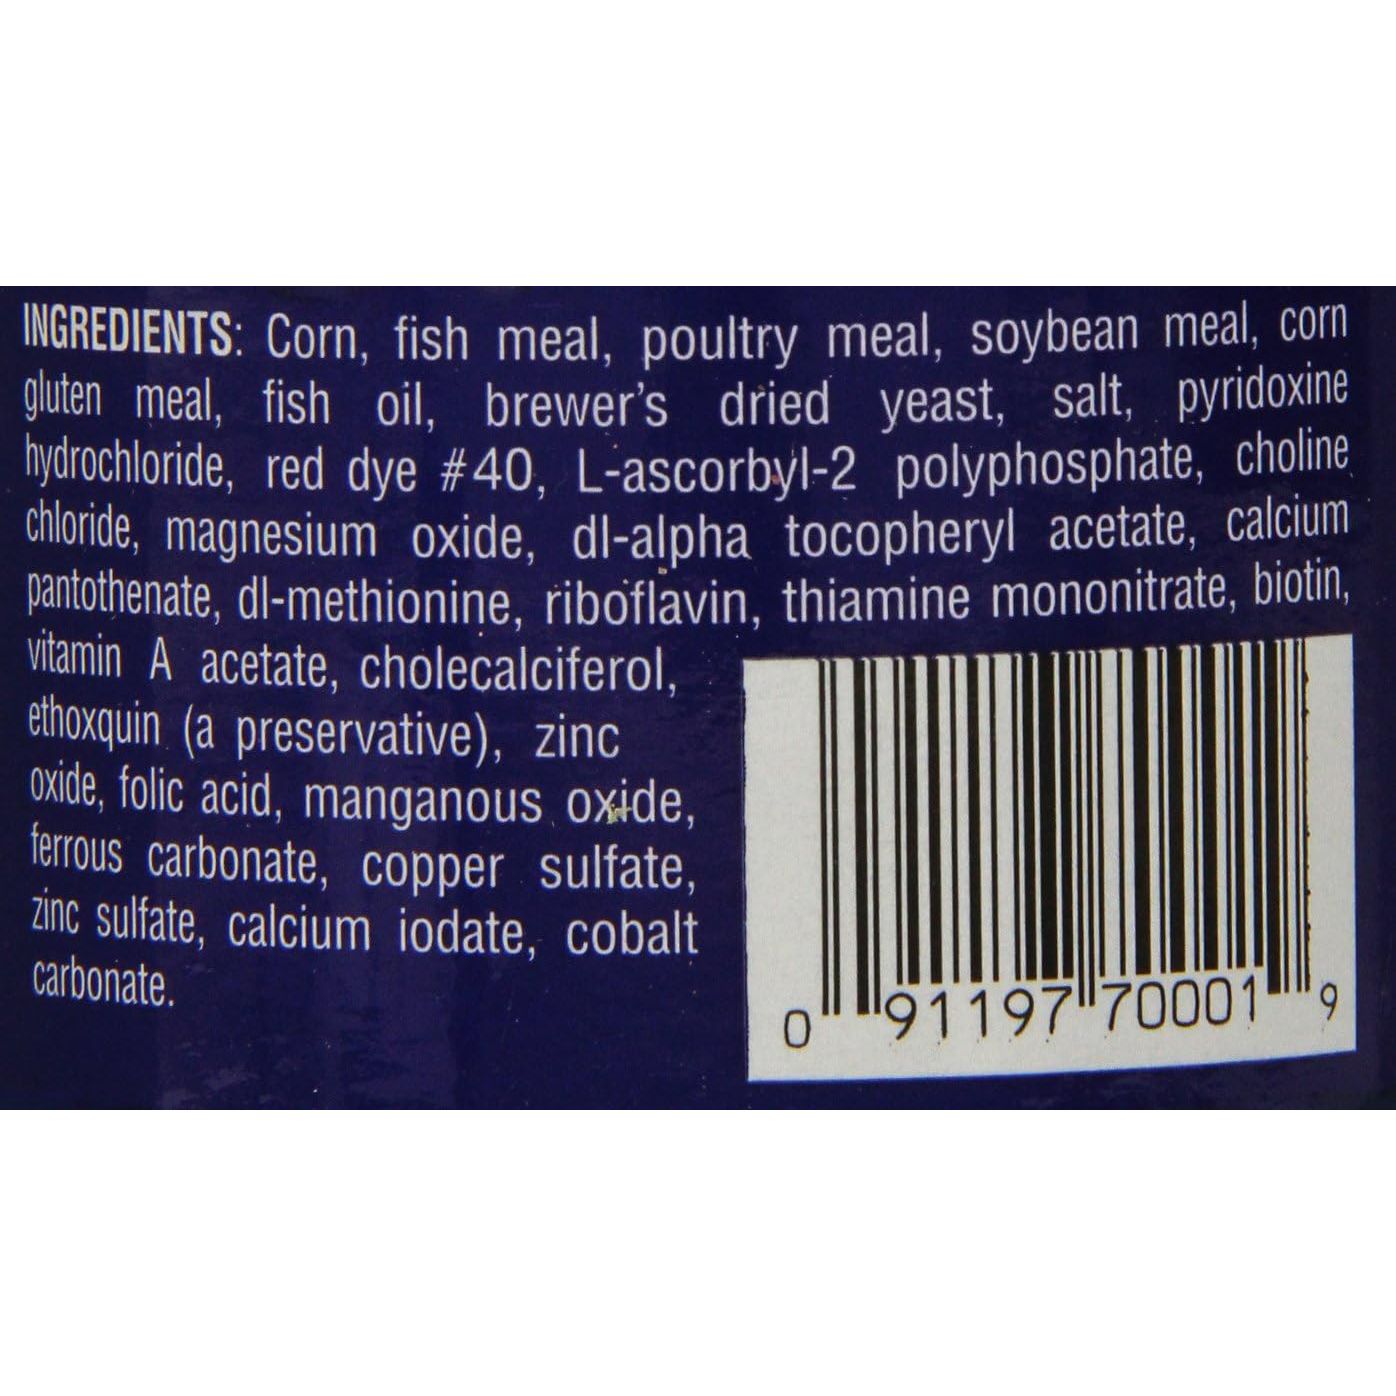 INGREDIENTS: Corn, fish meal, poultry meal, soybean meal, corn
gluten meal, fish oil, brewer's dried yeast, salt, pyridoxine
hydrochloride, red dye #40, L-ascorbyl-2 polyphosphate, choline
chloride, magnesium oxide, dl-alpha tocopheryl acetate, calcium
pantothenate, dl-methionine, riboflavin, thiamine mononitrate, biotin,
vitamin A acetate, cholecalciferol,
ethoxquin (a preservative), zinc
oxide, folic acid, manganous oxide,
ferrous carbonate, copper sulfate,
zinc sulfate, calcium iodate, cobalt
carbonate.
0 91197 70001 9